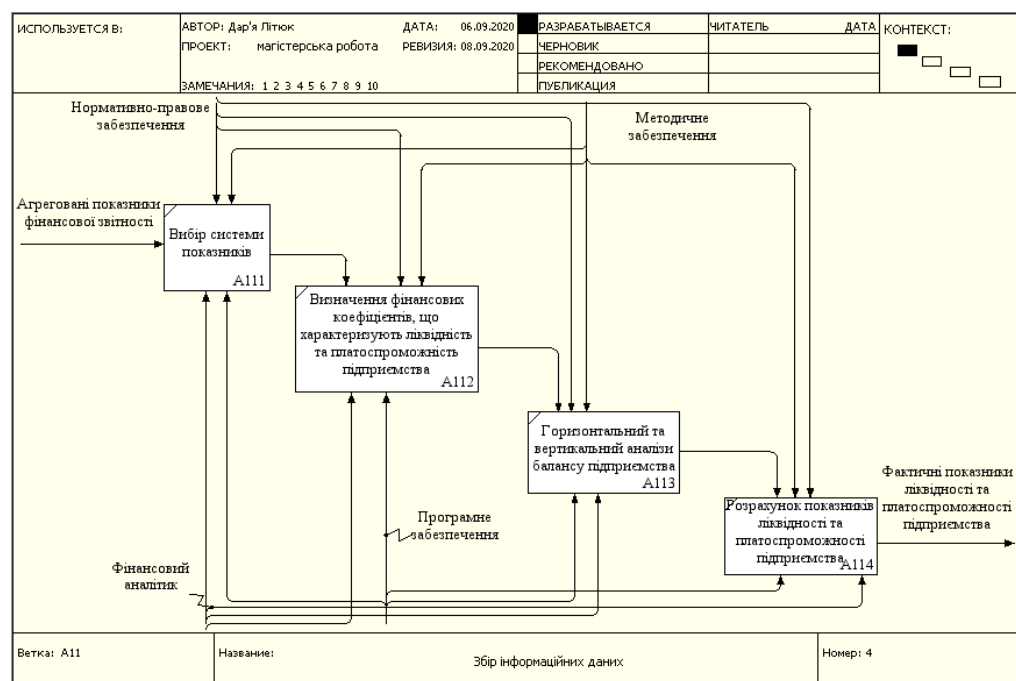 ИСПОЛЬЗУЕТСЯ В:
АВТОР: Дар'я Літюк
ДАТА: 06.09.2020
ПРОЕКТ: магістерська робота
РЕВИЗИЯ: 08.09.2020
ЗАМЕЧАНИЯ: 1 2 3 4 5 6 7 8 9 10
РАЗРАБАТЫВАЕТСЯ
ЧЕРНОВИК
РЕКОМЕНДОВАНО
ПУБЛИКАЦИЯ
ЧИТАТЕЛЬ ДАТА
КОНТЕКСТ:
Нормативно-правове
забезпечення
Методичне
забезпечення
Агреговані показники
фінансової звітності
Вибір системи
показників
A111
Визначення фінансових
коефіцієнтів, що
характеризують ліквідність
та платоспроможність
підприємства
A112
Горизонтальний та
вертикальний аналізи
балансу підприємства
A113
Розрахунок показників
ліквідності та
платоспроможності
підприємства
A114
Фактичні показники
ліквідності та
платоспроможності
підприємства
Програмне
забезпечення
Фінансовий
аналітик
Ветка: A11
Название:
Збір інформаційних даних
Номер: 4